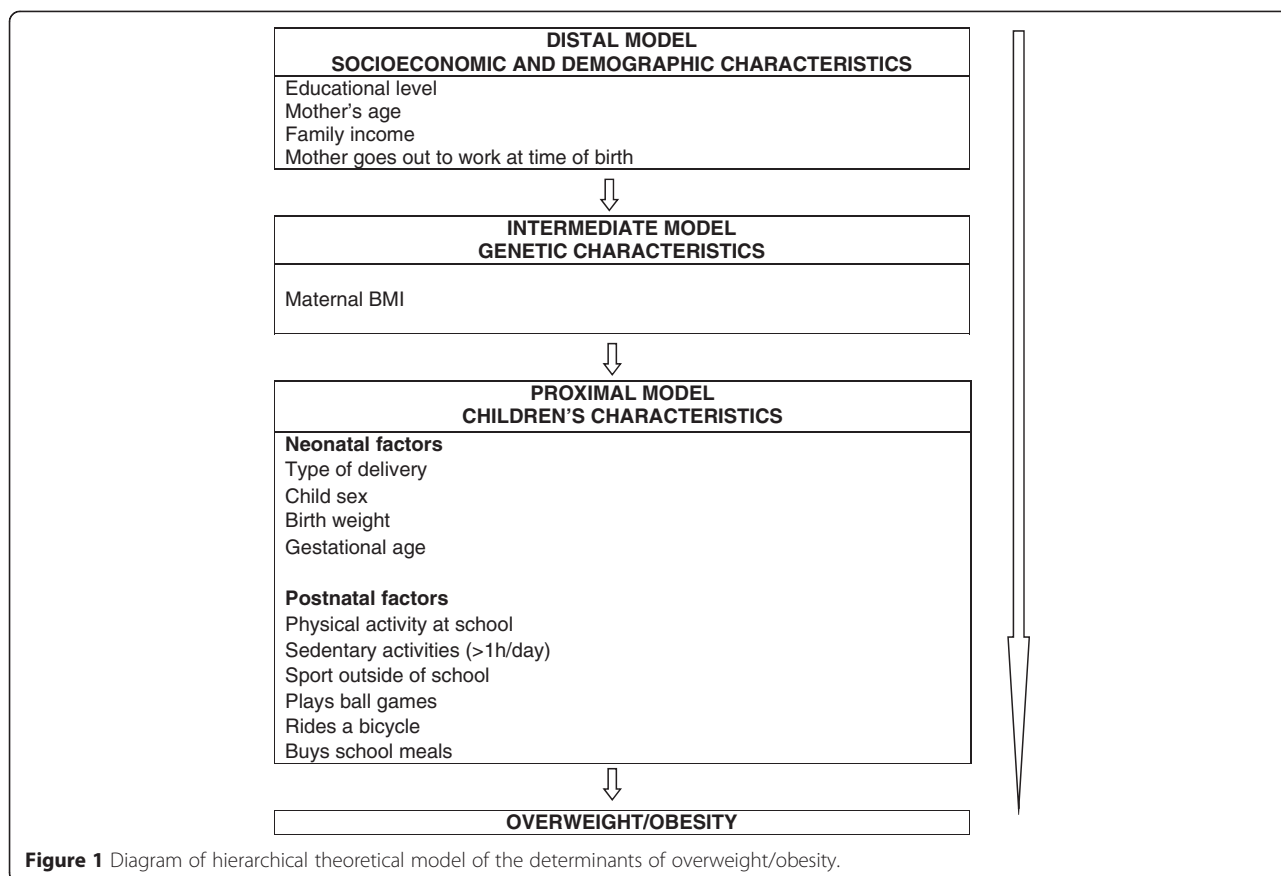 DISTAL MODEL
SOCIOECONOMIC AND DEMOGRAPHIC CHARACTERISTICS
Educational level
Mother's age
Family income
Mother goes out to work at time of birth
INTERMEDIATE MODEL
GENETIC CHARACTERISTICS
Maternal BMI
PROXIMAL MODEL
CHILDREN'S CHARACTERISTICS
Neonatal factors
Type of delivery
Child sex
Birth weight
Gestational age
Postnatal factors
Physical activity at school
Sedentary activities (>1h/day)
Sport outside of school
Plays ball games
Rides a bicycle
Buys school meals
OVERWEIGHT/OBESITY
Figure 1 Diagram of hierarchical theoretical model of the determinants of overweight/obesity.